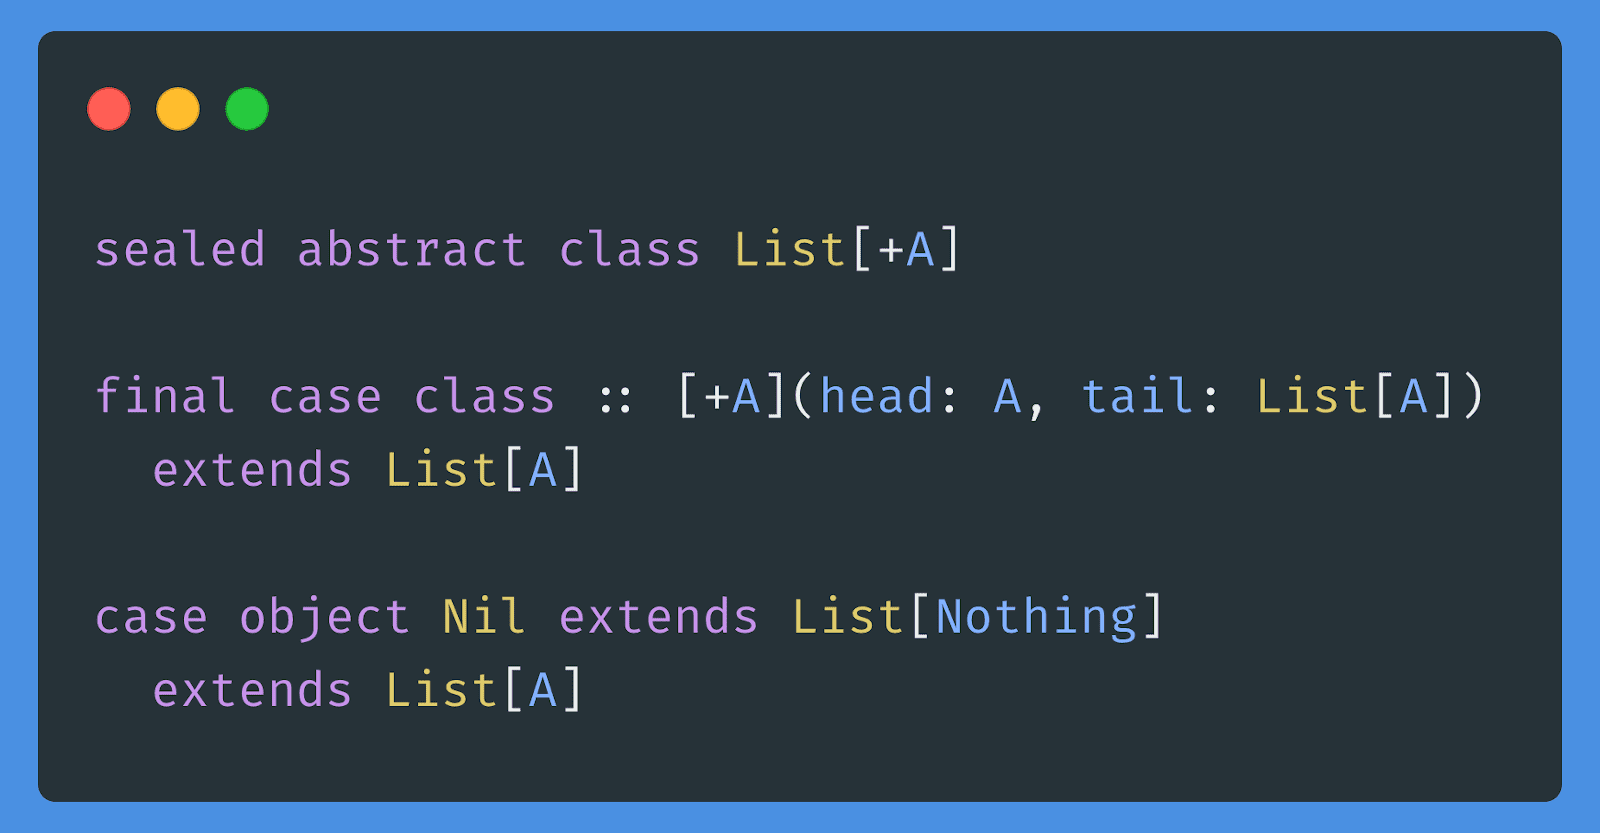 sealed abstract class List[+A]
final case class :: [+A](head: A, tail: List[A])
extends List[A]
case object Nil extends List[Nothing]
extends List[A]